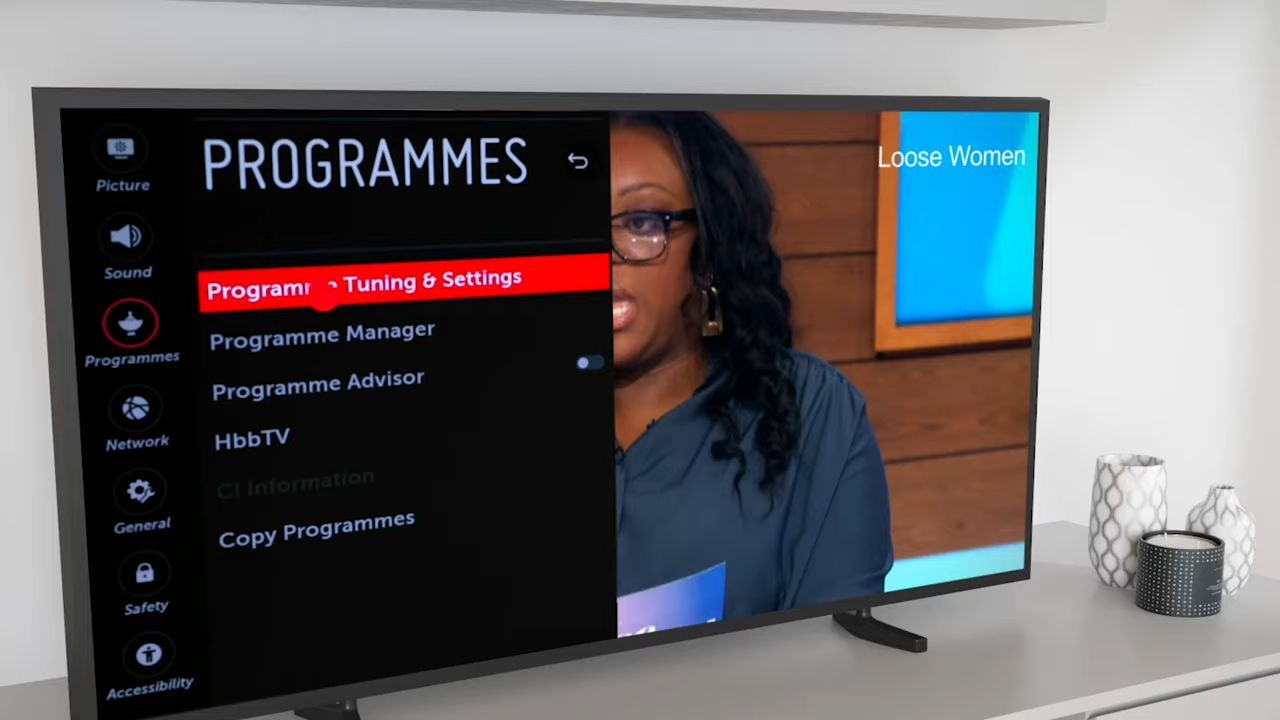 Picture
Sound
Programmes
Network
General
Safety
Accessibility
PROGRAMMES
Programme Tuning & Settings
Programme Manager
Programme Advisor
HbbTV
CI Information
Copy Programmes
Loose Women